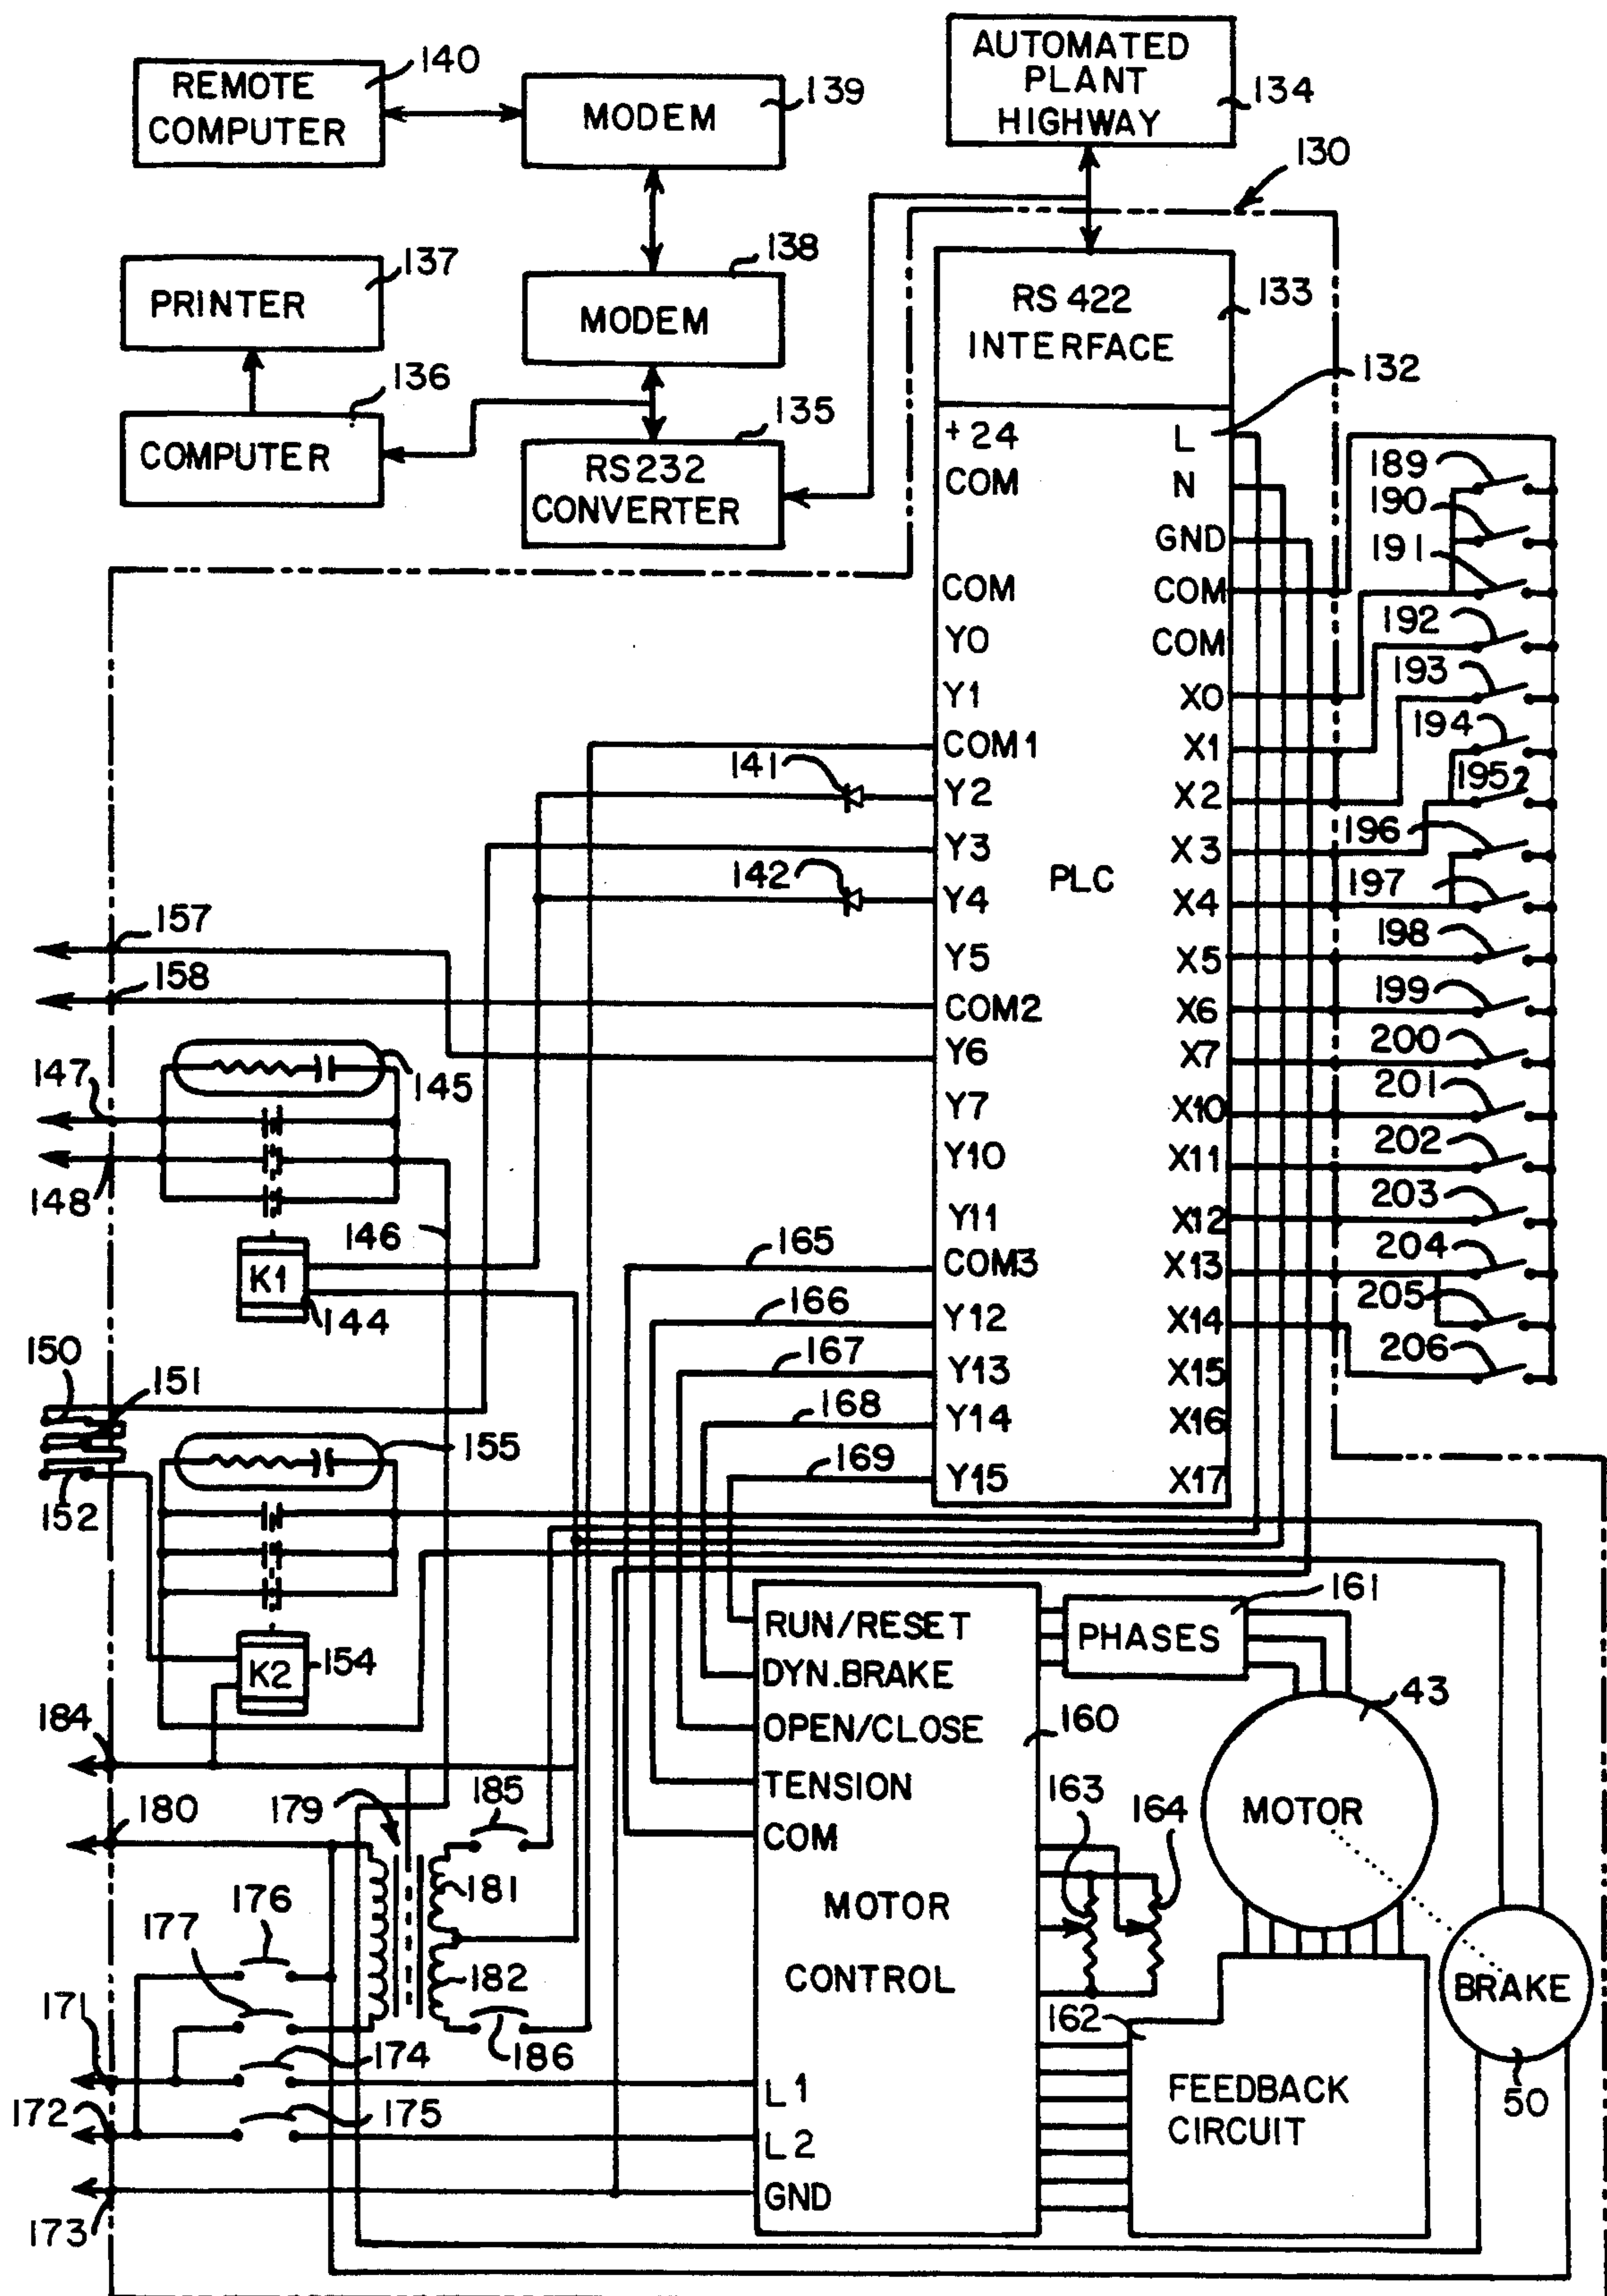 REMOTE
COMPUTER
140
MODEM
139
AUTOMATED
PLANT
HIGHWAY
134
130
PRINTER
137
MODEM
138
RS 422
INTERFACE
133
COMPUTER
136
RS232
CONVERTER
135
132
+24
COM
COM
Y0
Y1
COM1
Y2
Y3
Y4
Y5
COM2
Y6
Y7
Y10
Y11
COM3
Y12
Y13
Y14
Y15
PLC
L
N
GND
COM
COM
X0
X1
X2
X3
X4
X5
X6
X7
X10
X11
X12
X13
X14
X15
X16
X17
189
190
191
192
193
194
195
196
197
198
199
200
201
202
203
204
205
206
141
142
157
158
145
147
148
146
K1
144
150
151
155
152
K2
154
184
180
179
185
181
182
186
176
177
171
174
172
175
173
165
166
167
168
169
RUN/RESET
DYN.BRAKE
OPEN/CLOSE
TENSION
COM
MOTOR
CONTROL
L1
L2
GND
160
PHASES
161
43
MOTOR
163
164
162
FEEDBACK
CIRCUIT
BRAKE
50